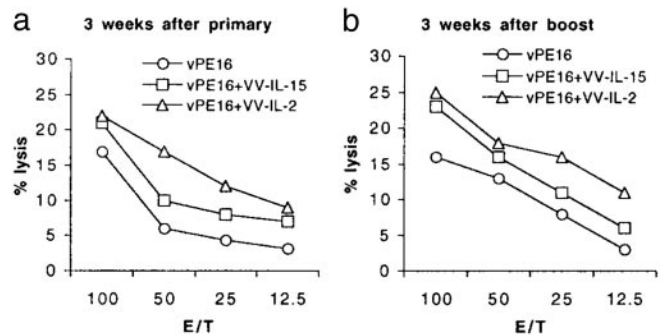 a
3 weeks after primary
30
25
20
15
10
5
0
% lysis
vPE16
vPE16+VV-IL-15
vPE16+VV-IL-2
100 50 25 12.5
E/T
b
3 weeks after boost
30
25
20
15
10
5
0
% lysis
vPE16
vPE16+VV-IL-15
vPE16+VV-IL-2
100 50 25 12.5
E/T